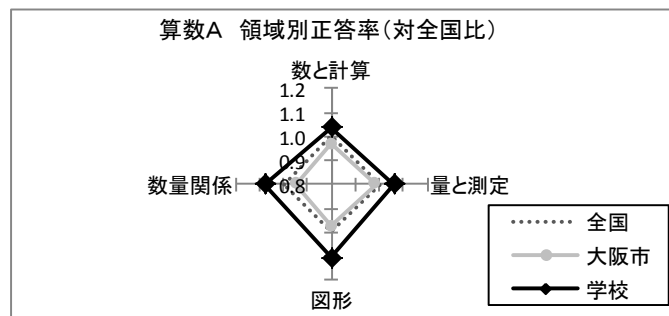 算数A 領域別正答率(対全国比)
数と計算
1.2
1.1
1.0
0.9
0.8
数量関係
量と測定
図形
全国
大阪市
学校